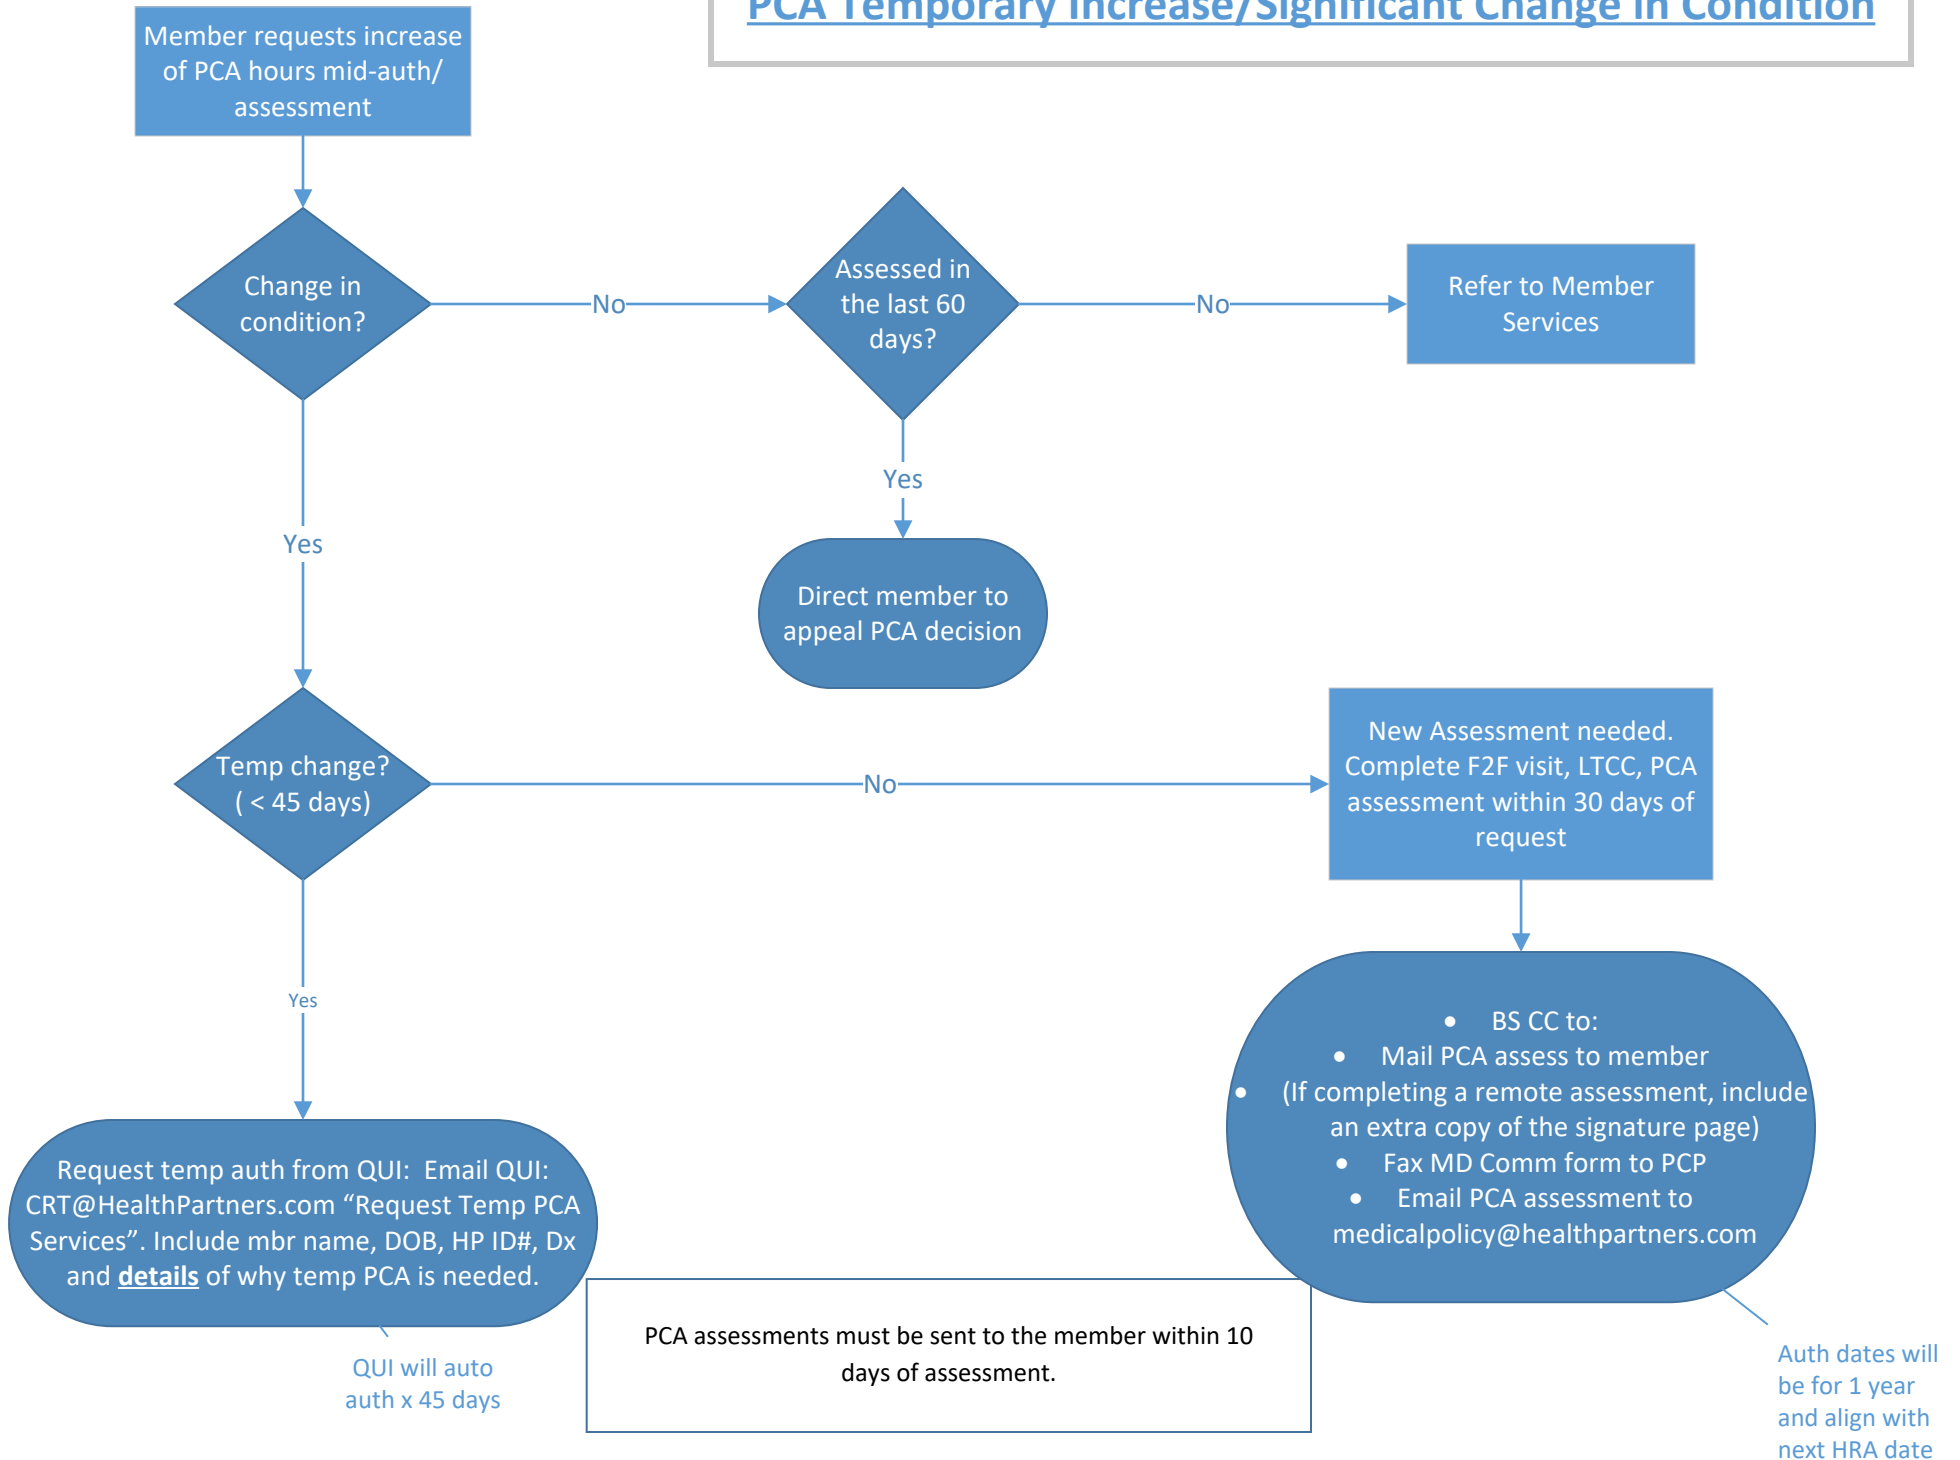 PCA Temporary Increase/Significant Change in Condition
Member requests increase
of PCA hours mid-auth/
assessment
Change in
condition?
No
Assessed in
the last 60
days?
No
Refer to Member
Services
Yes
Direct member to
appeal PCA decision
Yes
Temp change?
( < 45 days)
No
New Assessment needed.
Complete F2F visit, LTCC, PCA
assessment within 30 days of
request
Yes
Request temp auth from QUI:  Email QUI:
CRT@HealthPartners.com “Request Temp PCA
Services”. Include mbr name, DOB, HP ID#, Dx
and details of why temp PCA is needed.
QUI will auto
auth x 45 days
• BS CC to:
• Mail PCA assess to member
• (If completing a remote assessment, include
an extra copy of the signature page)
• Fax MD Comm form to PCP
• Email PCA assessment to
medicalpolicy@healthpartners.com
PCA assessments must be sent to the member within 10
days of assessment.
Auth dates will
be for 1 year
and align with
next HRA date